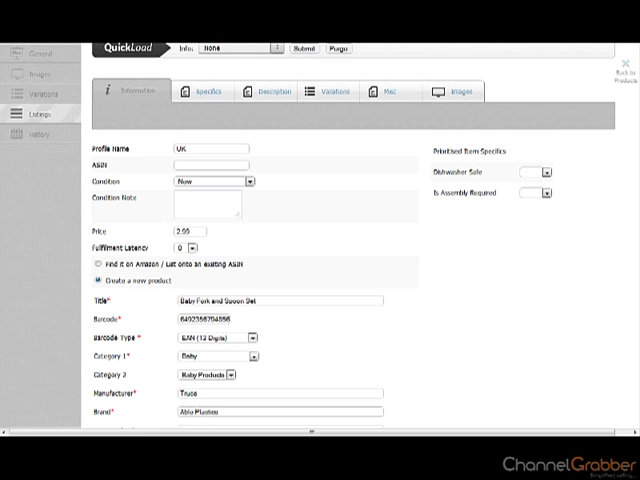 General
Images
Variations
Listings
History
QuickLoad Info: None Submit Purge
Back to
Products
Information Specifics Description Variations Misc Images
Profile Name UK
ASIN
Condition New
Condition Note
Price 2.99
Fulfilment Latency 0
Find it on Amazon / List onto an existing ASIN
Create a new product
Title* Baby Fork and Spoon Set
Barcode*
Barcode Type * EAN (13 Digits)
Category 1* Baby
Category 2 Baby Products
Manufacturer*
Brand* Able Plastics
Prioritised Item Specifics
Dishwasher Safe
Is Assembly Required
ChannelGrabber